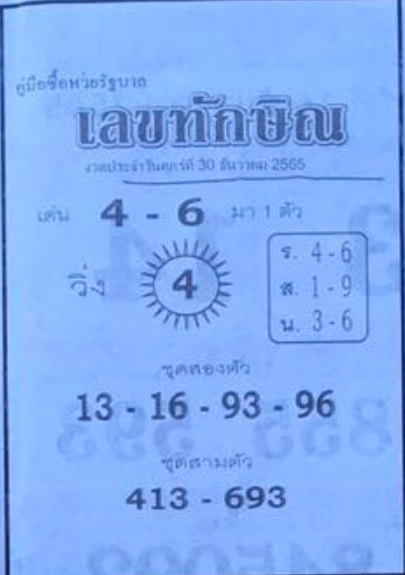 คู่มือซื้อหวยรัฐบาล
เลขทักษิณ
งวดประจำวันศุกร์ที่ 30 ธันวาคม 2565
เด่น 4 - 6 มา 1 ตัว
วิ่ง 4
ร. 4-6
ส. 1-9
น. 3-6
ชุดสองตัว
13 - 16 - 93 - 96
ชุดสามตัว
413 - 693